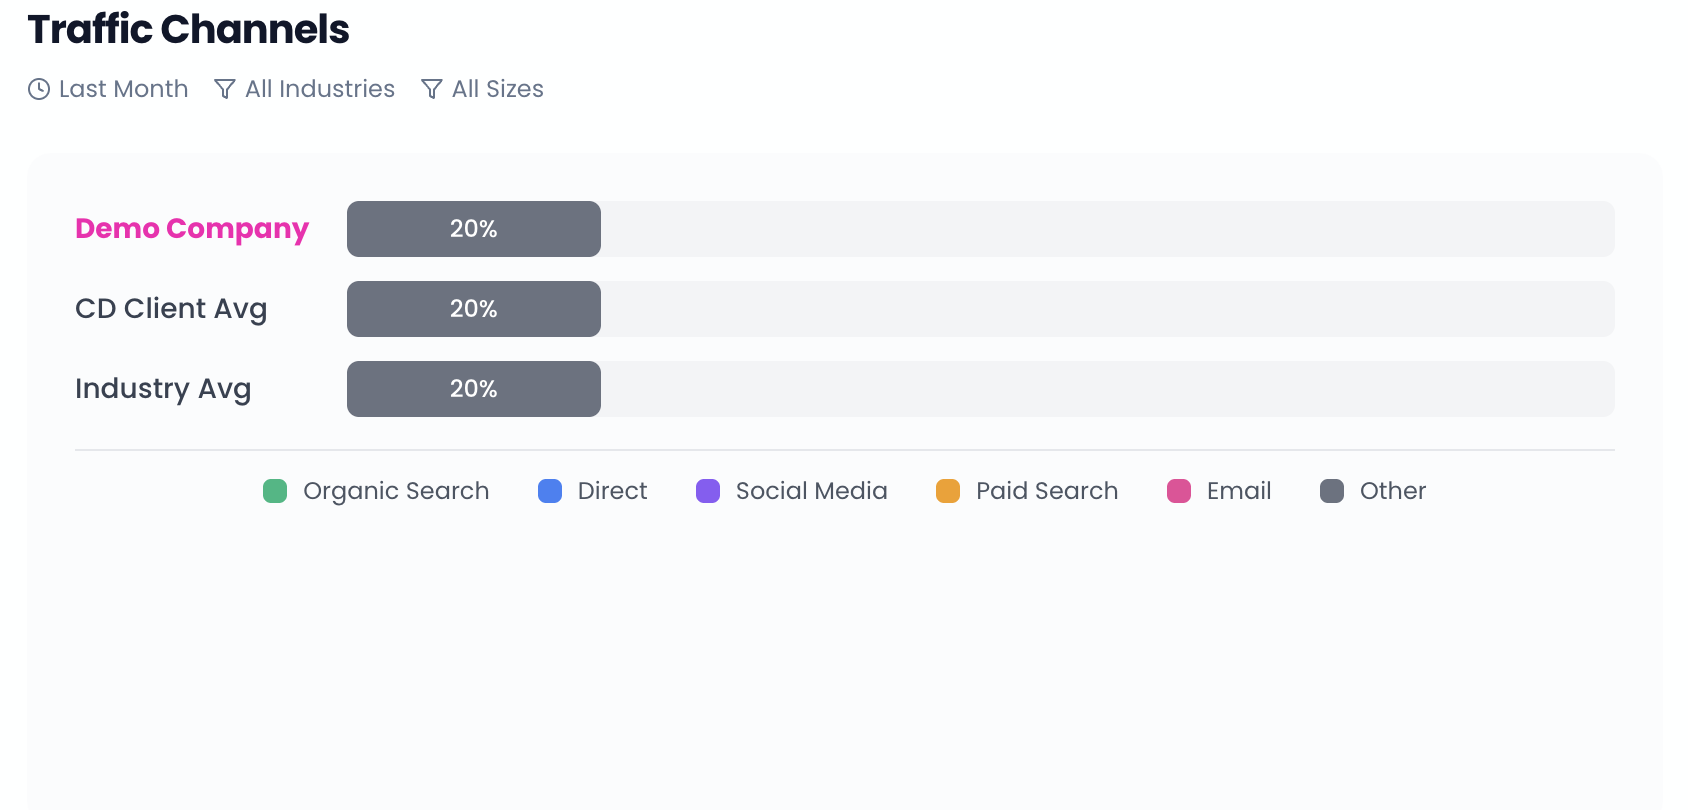 Traffic Channels
Last Month All Industries All Sizes
Demo Company 20%
CD Client Avg 20%
Industry Avg 20%
Organic Search Direct Social Media Paid Search Email Other